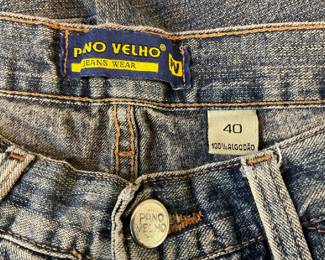 PANO VELHO®
JEANS WEAR
40
100% ALGODÃO
PANO
VELHO